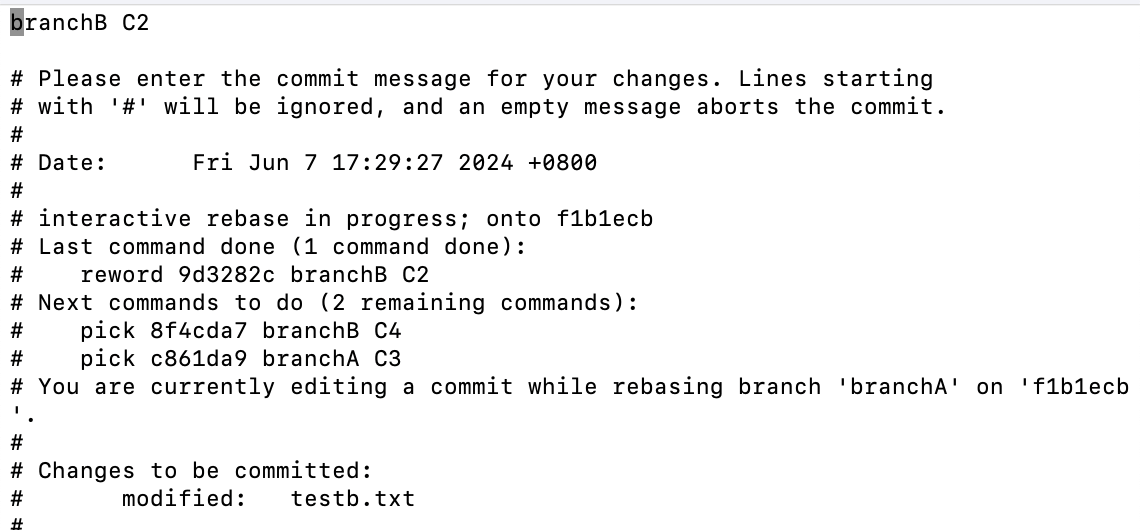 branchB C2
# Please enter the commit message for your changes. Lines starting
# with '#' will be ignored, and an empty message aborts the commit.
#
# Date:      Fri Jun 7 17:29:27 2024 +0800
#
# interactive rebase in progress; onto f1b1ecb
# Last command done (1 command done):
#    reword 9d3282c branchB C2
# Next commands to do (2 remaining commands):
#    pick 8f4cda7 branchB C4
#    pick c861da9 branchA C3
# You are currently editing a commit while rebasing branch 'branchA' on 'f1b1ecb
'.
#
# Changes to be committed:
#       modified:   testb.txt
#